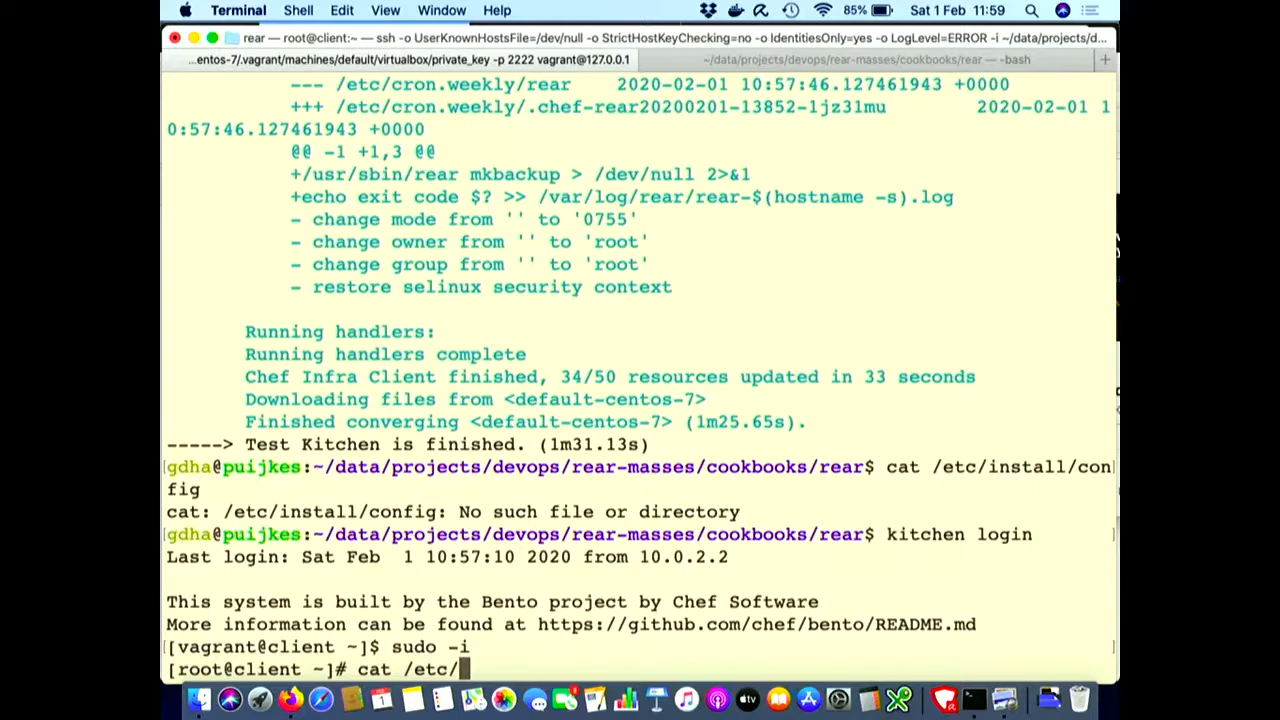 Terminal Shell Edit View Window Help 85% Sat 1 Feb 11:59
rear — root@client:~ — ssh -o UserKnownHostsFile=/dev/null -o StrictHostKeyChecking=no -o IdentitiesOnly=yes -o LogLevel=ERROR -i ~/data/projects/d...
...entos-7/.vagrant/machines/default/virtualbox/private_key -p 2222 vagrant@127.0.0.1 ~/data/projects/devops/rear-masses/cookbooks/rear — -bash +
--- /etc/cron.weekly/rear 2020-02-01 10:57:46.127461943 +0000
+++ /etc/cron.weekly/.chef-rear20200201-13852-1jz31mu 2020-02-01 1
0:57:46.127461943 +0000
@@ -1 +1,3 @@
+/usr/sbin/rear mkbackup > /dev/null 2>&1
+echo exit code $? >> /var/log/rear/rear-$(hostname -s).log
- change mode from '' to '0755'
- change owner from '' to 'root'
- change group from '' to 'root'
- restore selinux security context
Running handlers:
Running handlers complete
Chef Infra Client finished, 34/50 resources updated in 33 seconds
Downloading files from <default-centos-7>
Finished converging <default-centos-7> (1m25.65s).
-----> Test Kitchen is finished. (1m31.13s)
gdha@puijkes:~/data/projects/devops/rear-masses/cookbooks/rear$ cat /etc/install/con
fig
cat: /etc/install/config: No such file or directory
gdha@puijkes:~/data/projects/devops/rear-masses/cookbooks/rear$ kitchen login
Last login: Sat Feb 1 10:57:10 2020 from 10.0.2.2
This system is built by the Bento project by Chef Software
More information can be found at https://github.com/chef/bento/README.md
[vagrant@client ~]$ sudo -i
[root@client ~]# cat /etc/